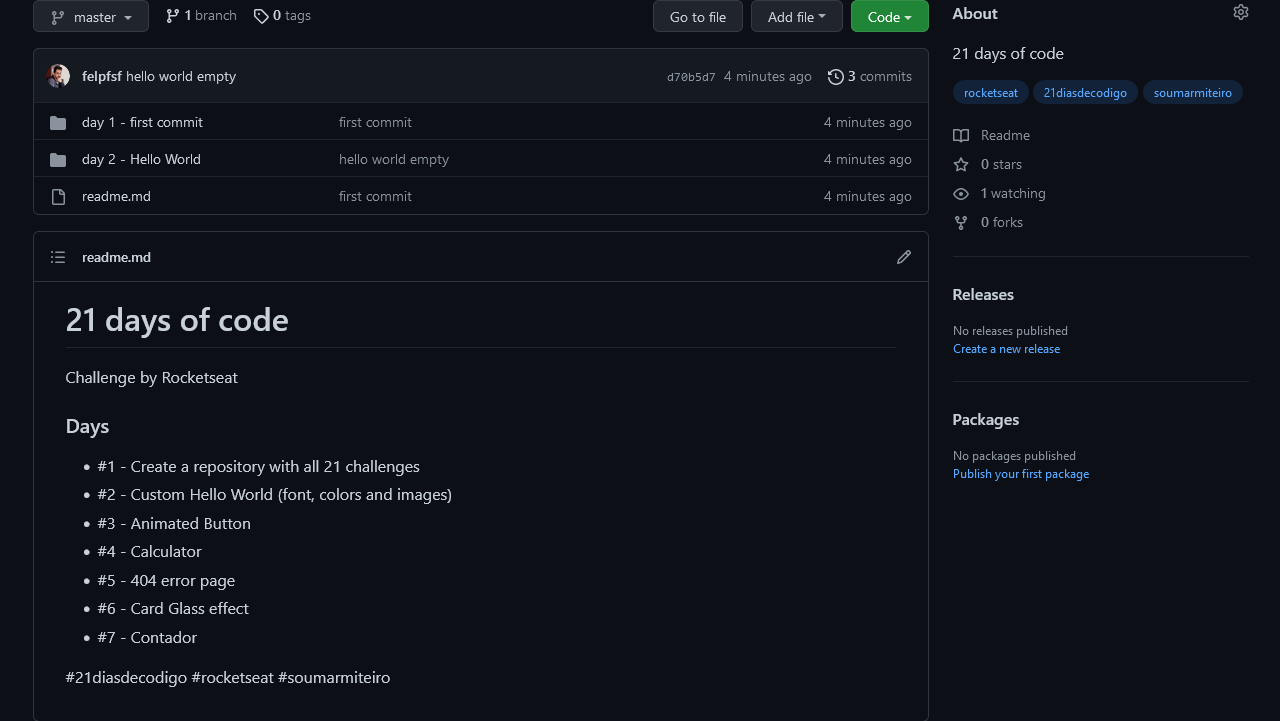 master 1 branch 0 tags Go to file Add file Code
felpfsf hello world empty d70b5d7 4 minutes ago 3 commits
day 1 - first commit first commit 4 minutes ago
day 2 - Hello World hello world empty 4 minutes ago
readme.md first commit 4 minutes ago
readme.md
21 days of code
Challenge by Rocketseat
Days
#1 - Create a repository with all 21 challenges
#2 - Custom Hello World (font, colors and images)
#3 - Animated Button
#4 - Calculator
#5 - 404 error page
#6 - Card Glass effect
#7 - Contador
#21diasdecodigo #rocketseat #soumarmiteiro
About
21 days of code
rocketseat 21diasdecodigo soumarmiteiro
Readme
0 stars
1 watching
0 forks
Releases
No releases published
Create a new release
Packages
No packages published
Publish your first package